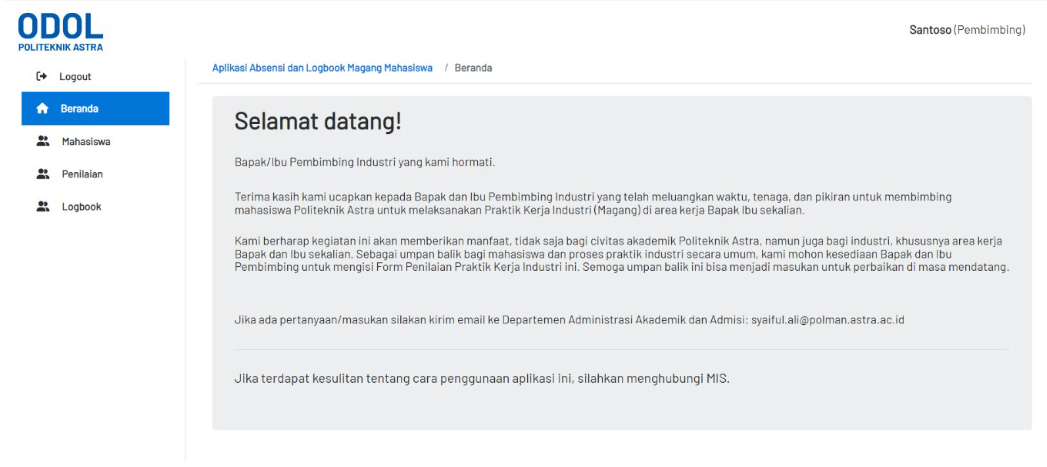 ODOL
POLITEKNIK ASTRA
Santoso (Pembimbing)
Logout
Beranda
Mahasiswa
Penilaian
Logbook
Aplikasi Absensi dan Logbook Magang Mahasiswa / Beranda
Selamat datang!
Bapak/Ibu Pembimbing Industri yang kami hormati.
Terima kasih kami ucapkan kepada Bapak dan Ibu Pembimbing Industri yang telah meluangkan waktu, tenaga, dan pikiran untuk membimbing
mahasiswa Politeknik Astra untuk melaksanakan Praktik Kerja Industri (Magang) di area kerja Bapak Ibu sekalian.
Kami berharap kegiatan ini akan memberikan manfaat, tidak saja bagi civitas akademik Politeknik Astra, namun juga bagi industri, khususnya area kerja
Bapak dan Ibu sekalian. Sebagai umpan balik bagi mahasiswa dan proses praktik industri secara umum, kami mohon kesediaan Bapak dan Ibu
Pembimbing untuk mengisi Form Penilaian Praktik Kerja Industri ini. Semoga umpan balik ini bisa menjadi masukan untuk perbaikan di masa mendatang.
Jika ada pertanyaan/masukan silakan kirim email ke Departemen Administrasi Akademik dan Admisi: syaiful.ali@polman.astra.ac.id
Jika terdapat kesulitan tentang cara penggunaan aplikasi ini, silahkan menghubungi MIS.